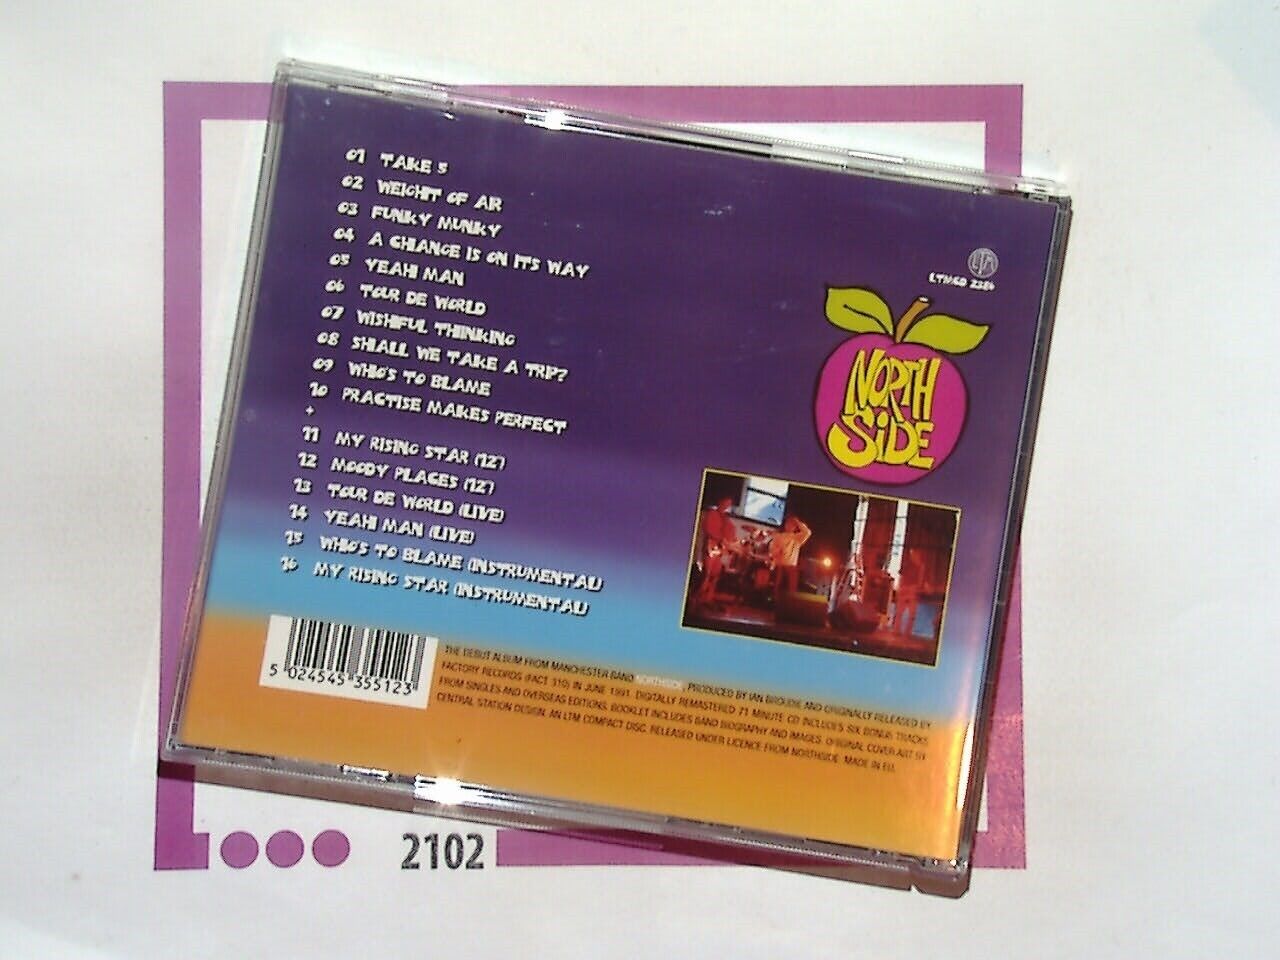 01 TAKE 5
02 WEIGHT OF AIR
03 FUNKY MUNKY
04 A CHANGE IS ON ITS WAY
05 YEAH MAN
06 TOUR DE WORLD
07 WISHFUL THINKING
08 SHALL WE TAKE A TRIP?
09 WHO'S TO BLAME
10 PRACTISE MAKES PERFECT
+
11 MY RISING STAR (12")
12 MOODY PLACES (12")
13 TOUR DE WORLD (LIVE)
14 YEAH MAN (LIVE)
15 WHO'S TO BLAME (INSTRUMENTAL)
16 MY RISING STAR (INSTRUMENTAL)
LTM
LTMCD
NORTH
SIDE
5 024545 355123
THE DEBUT ALBUM FROM MANCHESTER BAND NORTHSIDE, PRODUCED BY IAN BROUDIE AND ORIGINALLY RELEASED BY
FACTORY RECORDS (FACT 310) IN JUNE 1991. DIGITALLY REMASTERED 71 MINUTE CD INCLUDES SIX BONUS TRACKS
FROM SINGLES AND OVERSEAS EDITIONS. BOOKLET INCLUDES BAND BIOGRAPHY AND IMAGES. ORIGINAL COVER ART BY
CENTRAL STATION DESIGN. AN LTM COMPACT DISC. RELEASED UNDER LICENCE FROM NORTHSIDE. MADE IN EU.
2102